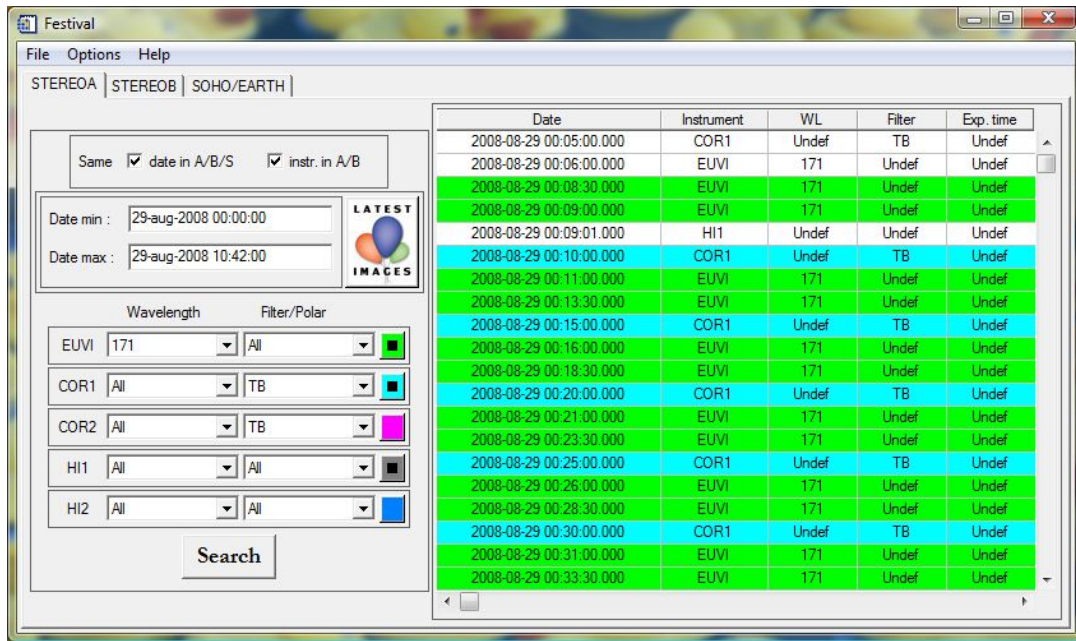 Festival
File Options Help
STEREOA STEREOB SOHO/EARTH
Same date in A/B/S instr. in A/B
Date min : 29-aug-2008 00:00:00
Date max : 29-aug-2008 10:42:00
LATEST
IMAGES
Wavelength Filter/Polar
EUVI 171 All
COR1 All TB
COR2 All TB
HI1 All All
HI2 All All
Search
Date Instrument WL Filter Exp. time
2008-08-29 00:05:00.000 COR1 Undef TB Undef
2008-08-29 00:06:00.000 EUVI 171 Undef Undef
2008-08-29 00:08:30.000 EUVI 171 Undef Undef
2008-08-29 00:09:00.000 EUVI 171 Undef Undef
2008-08-29 00:09:01.000 HI1 Undef Undef Undef
2008-08-29 00:10:00.000 COR1 Undef TB Undef
2008-08-29 00:11:00.000 EUVI 171 Undef Undef
2008-08-29 00:13:30.000 EUVI 171 Undef Undef
2008-08-29 00:15:00.000 COR1 Undef TB Undef
2008-08-29 00:16:00.000 EUVI 171 Undef Undef
2008-08-29 00:18:30.000 EUVI 171 Undef Undef
2008-08-29 00:20:00.000 COR1 Undef TB Undef
2008-08-29 00:21:00.000 EUVI 171 Undef Undef
2008-08-29 00:23:30.000 EUVI 171 Undef Undef
2008-08-29 00:25:00.000 COR1 Undef TB Undef
2008-08-29 00:26:00.000 EUVI 171 Undef Undef
2008-08-29 00:28:30.000 EUVI 171 Undef Undef
2008-08-29 00:30:00.000 COR1 Undef TB Undef
2008-08-29 00:31:00.000 EUVI 171 Undef Undef
2008-08-29 00:33:30.000 EUVI 171 Undef Undef